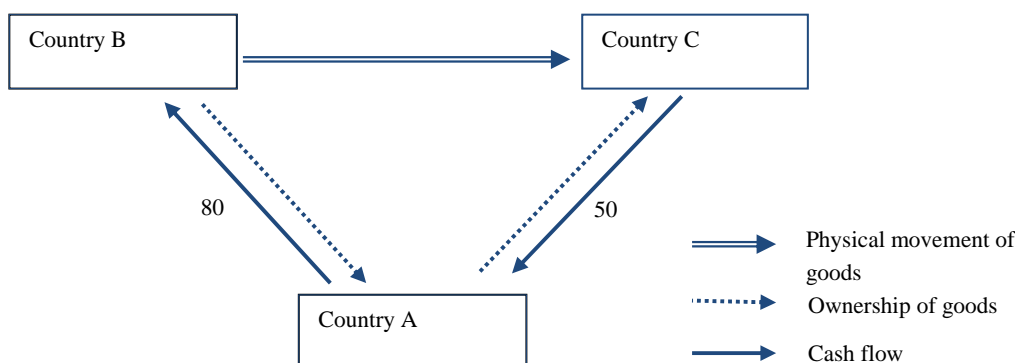 Country B
Country C
80
50
Country A
Physical movement of
goods
Ownership of goods
Cash flow